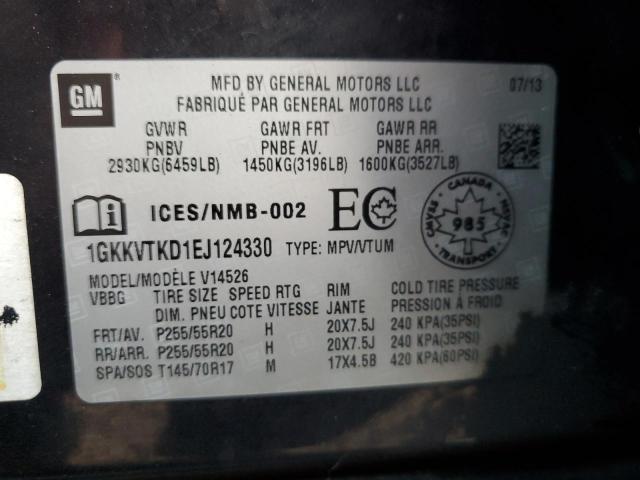 GM ®
MFD BY GENERAL MOTORS LLC 07/13
FABRIQUÉ PAR GENERAL MOTORS LLC
GVWR GAWR FRT GAWR RR
PNBV PNBE AV. PNBE ARR.
2930KG(6459LB) 1450KG(3196LB) 1600KG(3527LB)
i ICES/NMB-002 EC
CANADA
CMVSS 985 NSVAC
TRANSPORT
1GKKVTKD1EJ124330 TYPE: MPV/VTUM
MODEL/MODÈLE V14526
VBBG TIRE SIZE SPEED RTG RIM COLD TIRE PRESSURE
DIM. PNEU COTE VITESSE JANTE PRESSION À FROID
FRT/AV. P255/55R20 H 20X7.5J 240 KPA(35PSI)
RR/ARR. P255/55R20 H 20X7.5J 240 KPA(35PSI)
SPA/SOS T145/70R17 M 17X4.5B 420 KPA(60PSI)